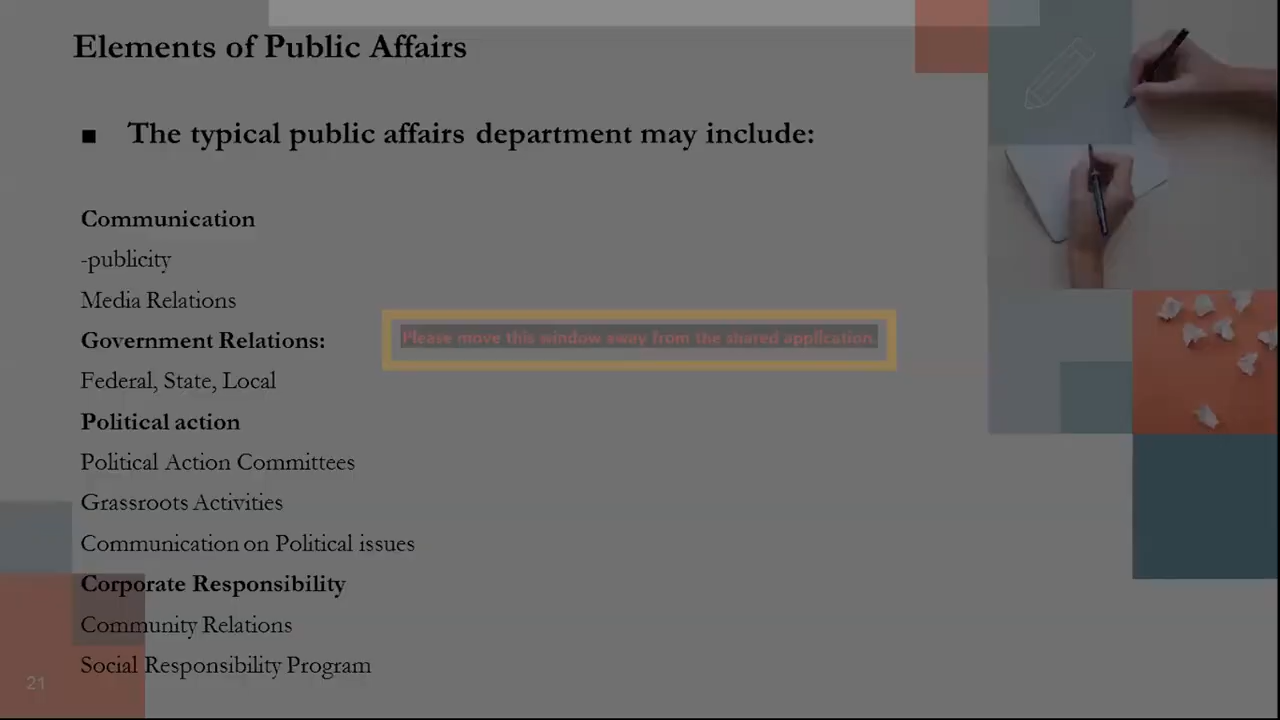 Elements of Public Affairs
■ The typical public affairs department may include:
Communication
-publicity
Media Relations
Government Relations:
Please move this window away from the shared application.
Federal, State, Local
Political action
Political Action Committees
Grassroots Activities
Communication on Political issues
Corporate Responsibility
Community Relations
Social Responsibility Program
21